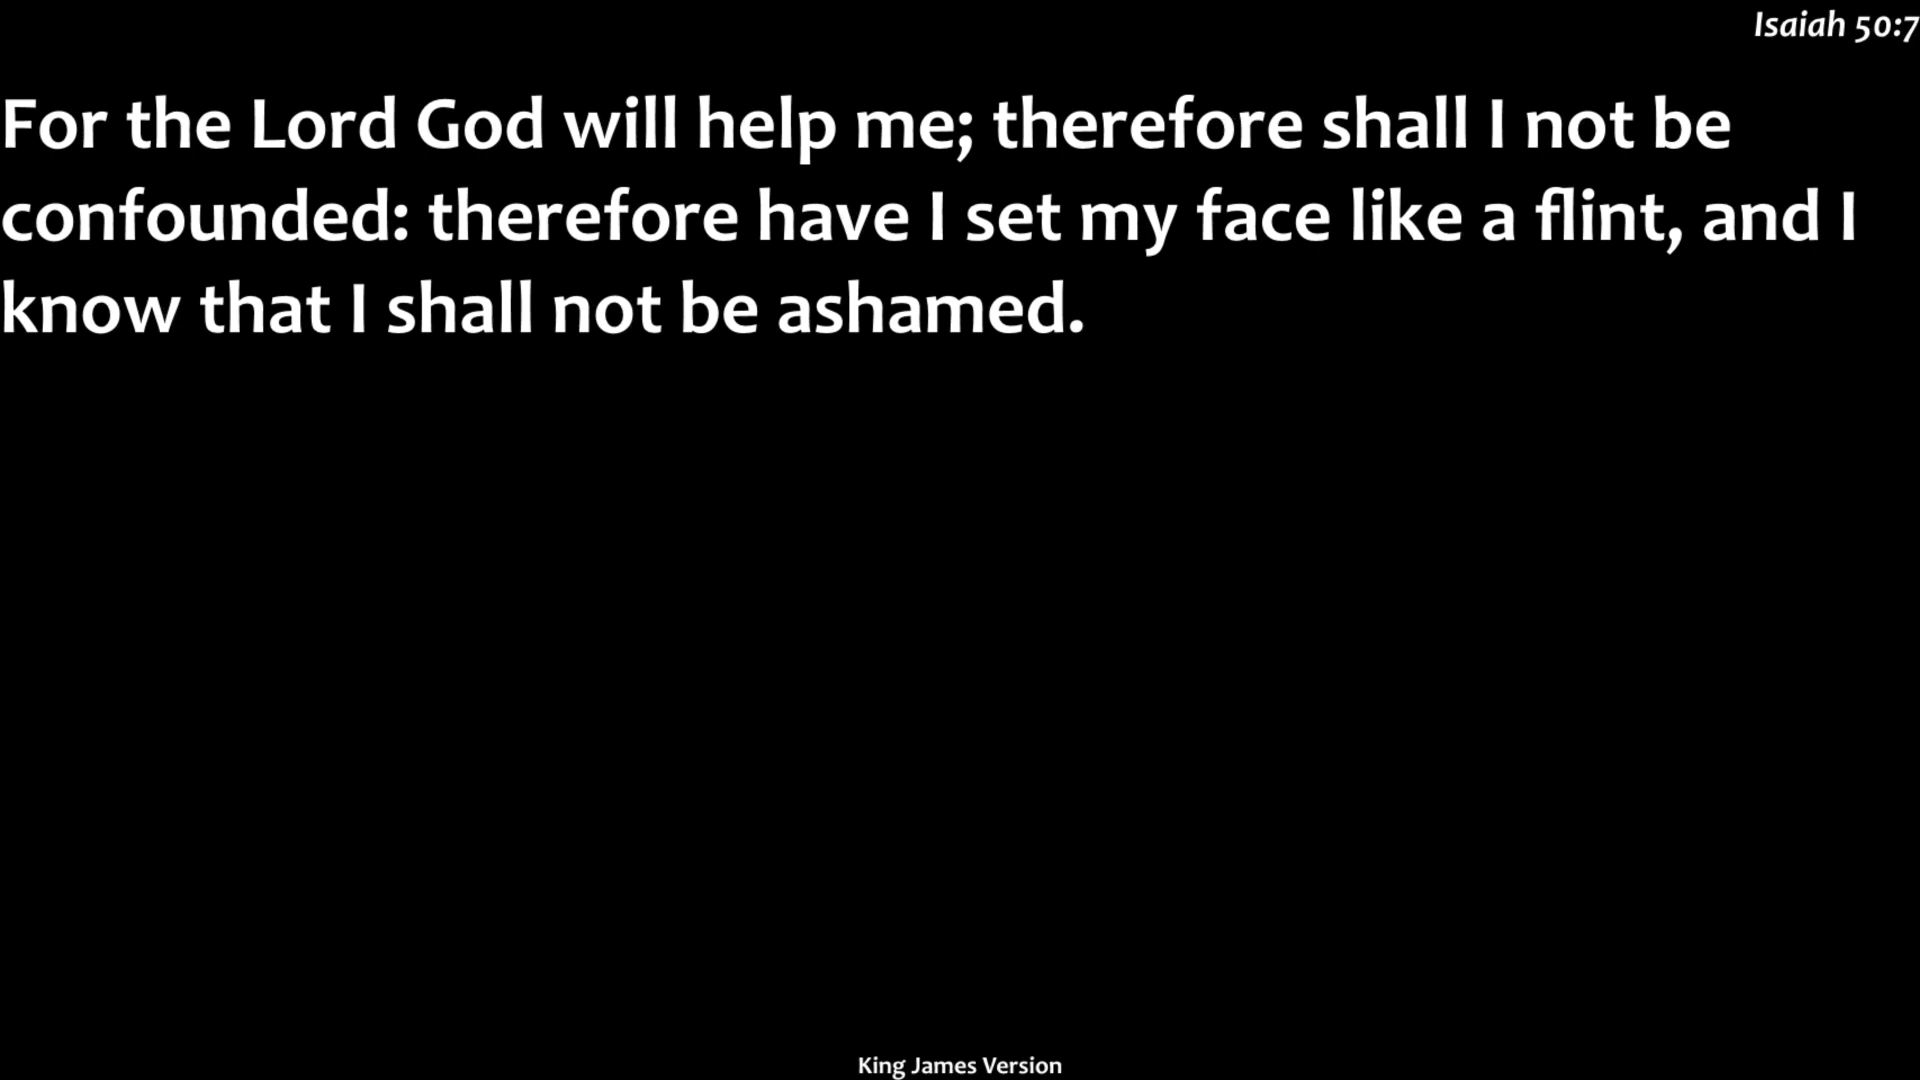 Isaiah 50:7
For the Lord God will help me; therefore shall I not be
confounded: therefore have I set my face like a flint, and I
know that I shall not be ashamed.
King James Version